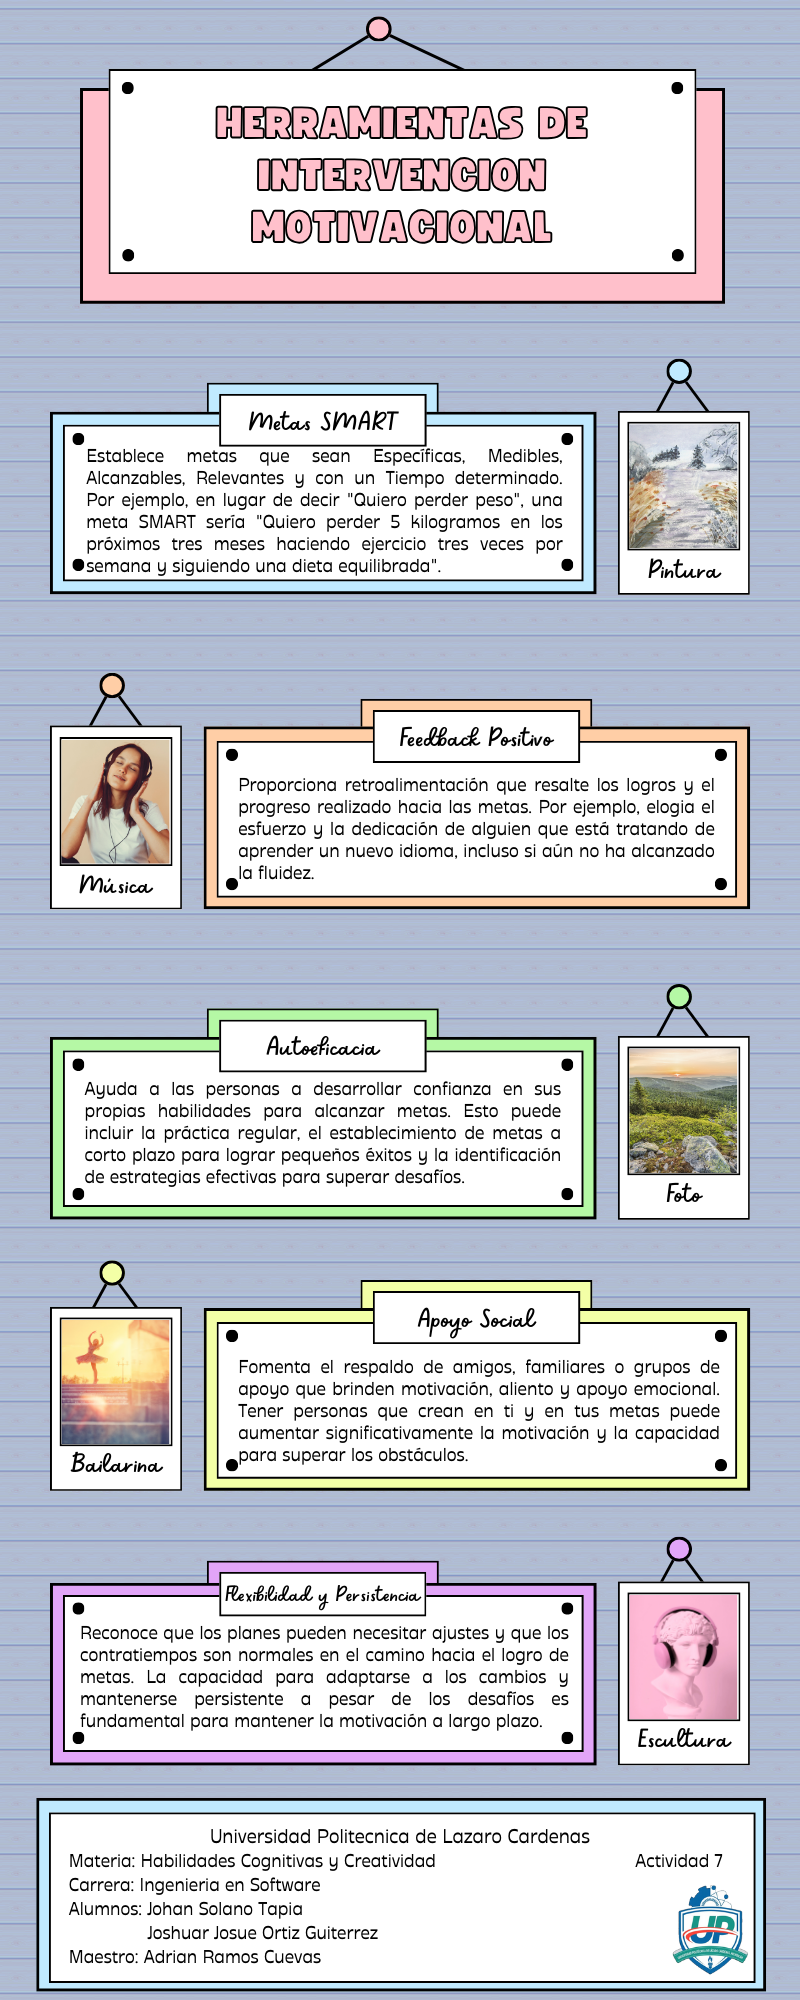 HERRAMIENTAS DE
INTERVENCION
MOTIVACIONAL
Metas SMART
Establece metas que sean Específicas, Medibles,
Alcanzables, Relevantes y con un Tiempo determinado.
Por ejemplo, en lugar de decir "Quiero perder peso", una
meta SMART sería "Quiero perder 5 kilogramos en los
próximos tres meses haciendo ejercicio tres veces por
semana y siguiendo una dieta equilibrada".
Pintura
Música
Feedback Positivo
Proporciona retroalimentación que resalte los logros y el
progreso realizado hacia las metas. Por ejemplo, elogia el
esfuerzo y la dedicación de alguien que está tratando de
aprender un nuevo idioma, incluso si aún no ha alcanzado
la fluidez.
Autoeficacia
Ayuda a las personas a desarrollar confianza en sus
propias habilidades para alcanzar metas. Esto puede
incluir la práctica regular, el establecimiento de metas a
corto plazo para lograr pequeños éxitos y la identificación
de estrategias efectivas para superar desafíos.
Foto
Bailarina
Apoyo Social
Fomenta el respaldo de amigos, familiares o grupos de
apoyo que brinden motivación, aliento y apoyo emocional.
Tener personas que crean en ti y en tus metas puede
aumentar significativamente la motivación y la capacidad
para superar los obstáculos.
Flexibilidad y Persistencia
Reconoce que los planes pueden necesitar ajustes y que los
contratiempos son normales en el camino hacia el logro de
metas. La capacidad para adaptarse a los cambios y
mantenerse persistente a pesar de los desafíos es
fundamental para mantener la motivación a largo plazo.
Escultura
Universidad Politecnica de Lazaro Cardenas
Materia: Habilidades Cognitivas y Creatividad
Actividad 7
Carrera: Ingenieria en Software
Alumnos: Johan Solano Tapia
Joshuar Josue Ortiz Guiterrez
Maestro: Adrian Ramos Cuevas
UP